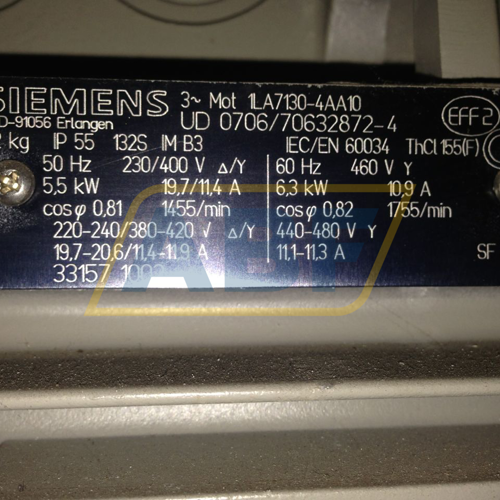 SIEMENS 3~ Mot 1LA7130-4AA10
D-91056 Erlangen UD 0706/70632872-4
EFF2
kg IP 55 132S IM B3 IEC/EN 60034 ThCl 155(F)
50 Hz 230/400 V Δ/Y 60 Hz 460 V Y
5,5 kW 19,7/11,4 A 6,3 kW 10,9 A
cosφ 0,81 1455/min cosφ 0,82 1755/min
220-240/380-420 V Δ/Y 440-480 V Y
19,7-20,6/11,4-11,9 A 11,1-11,3 A SF
33157